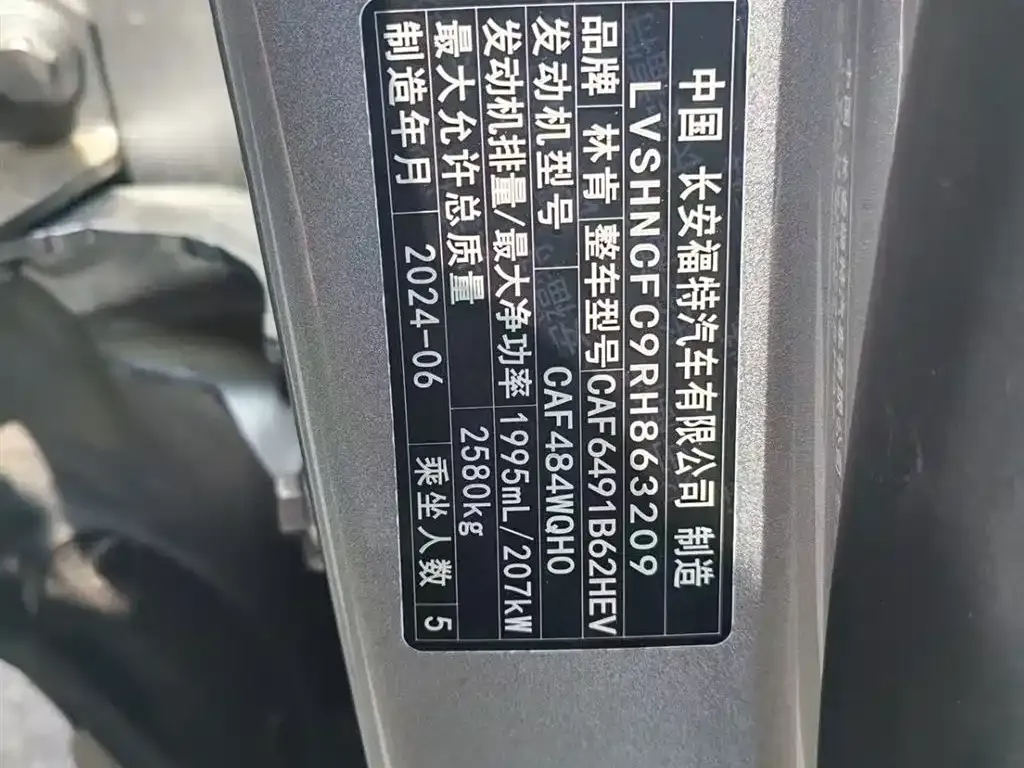 中国 长安福特汽车有限公司 制造
LVSHNCFC9RH863209
品牌 林肯 整车型号 CAF6491B62HEV
发动机型号 CAF484WQH0
发动机排量/最大净功率 1995mL/207kW
最大允许总质量 2580kg
制造年月 2024-06 乘坐人数 5